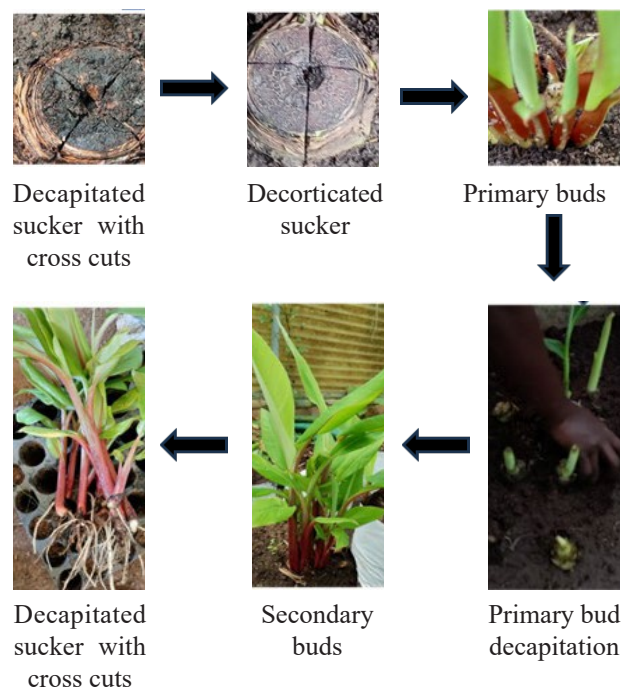 Decapitated
sucker with
cross cuts
Decorticated
sucker
Primary buds
Decapitated
sucker with
cross cuts
Secondary
buds
Primary bud
decapitation